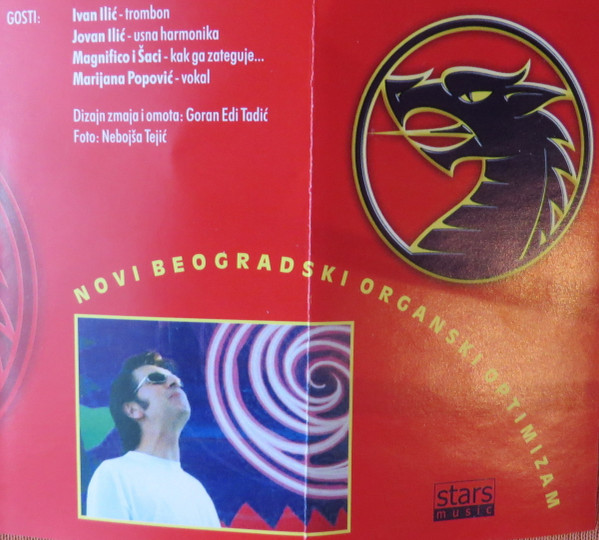 GOSTI: Ivan Ilić - trombon
Jovan Ilić - usna harmonika
Magnifico i Šaci - kak ga zateguje...
Marijana Popović - vokal
Dizajn zmaja i omota: Goran Edi Tadić
Foto: Nebojša Tejić
NOVI BEOGRADSKI ORGANSKI OPTIMIZAM
stars
music